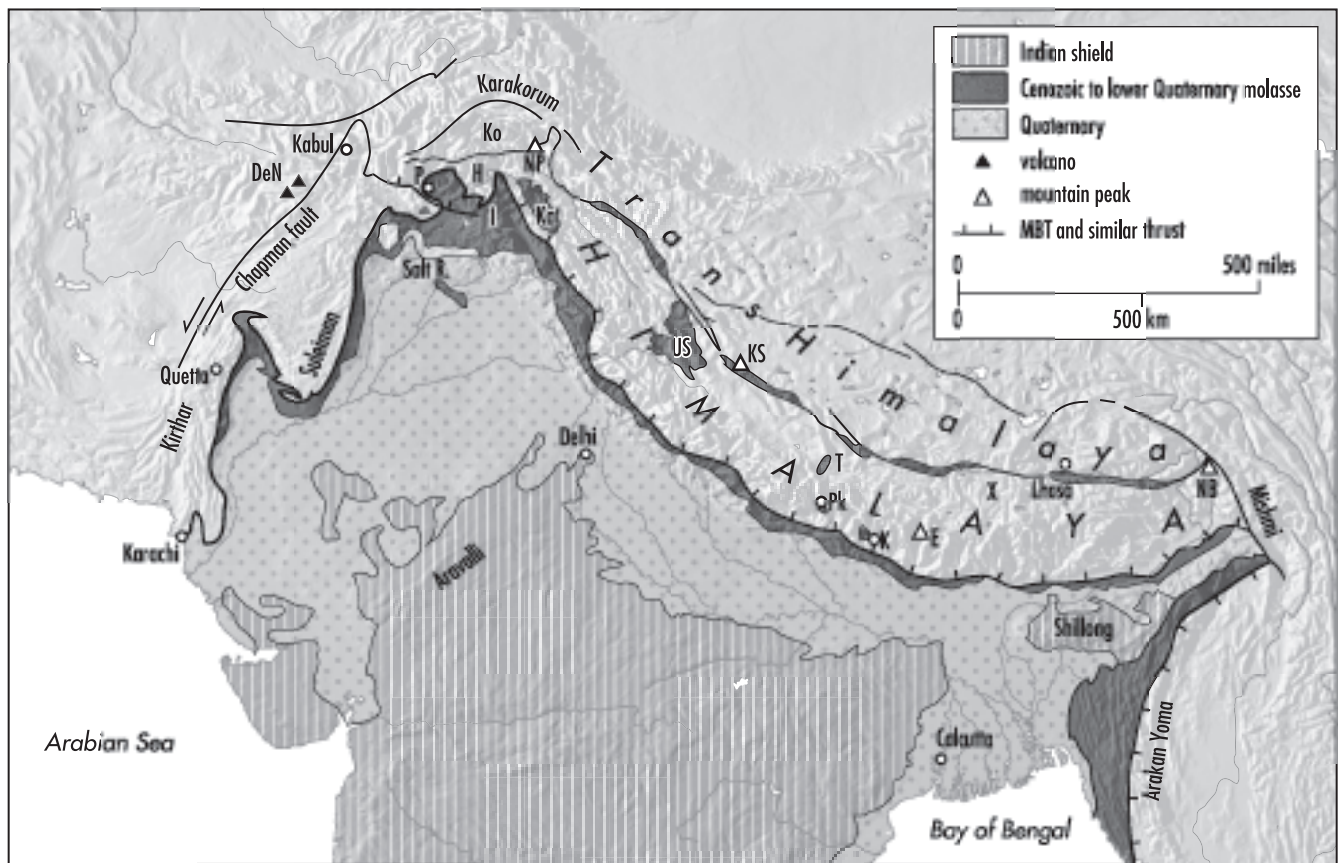 Indian shield
Cenozoic to lower Quaternary molasse
Quaternary
volcano
mountain peak
MBT and similar thrust
0 500 miles
0 500 km
Karakorum
Ko
Kabul
DeN
NP
P
H
I
Chapman fault
Salt R.
Trans Himalaya
HIMALAYA
Suleiman
Quetta
Kirthar
US
KS
Delhi
T
Pk
K
E
X
Lhasa
NB
Mishmi
Karachi
Aravalli
Shillong
Arabian Sea
Calcutta
Arakan Yoma
Bay of Bengal